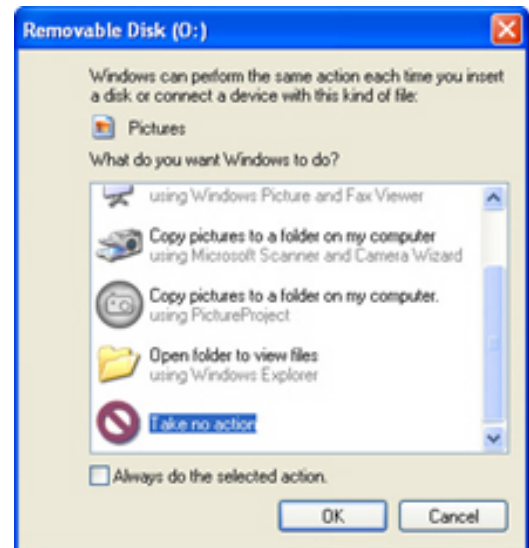 Removable Disk (O:)
Windows can perform the same action each time you insert
a disk or connect a device with this kind of file:
Pictures
What do you want Windows to do?
using Windows Picture and Fax Viewer
Copy pictures to a folder on my computer
using Microsoft Scanner and Camera Wizard
Copy pictures to a folder on my computer.
using PictureProject
Open folder to view files
using Windows Explorer
Take no action
Always do the selected action.
OK
Cancel